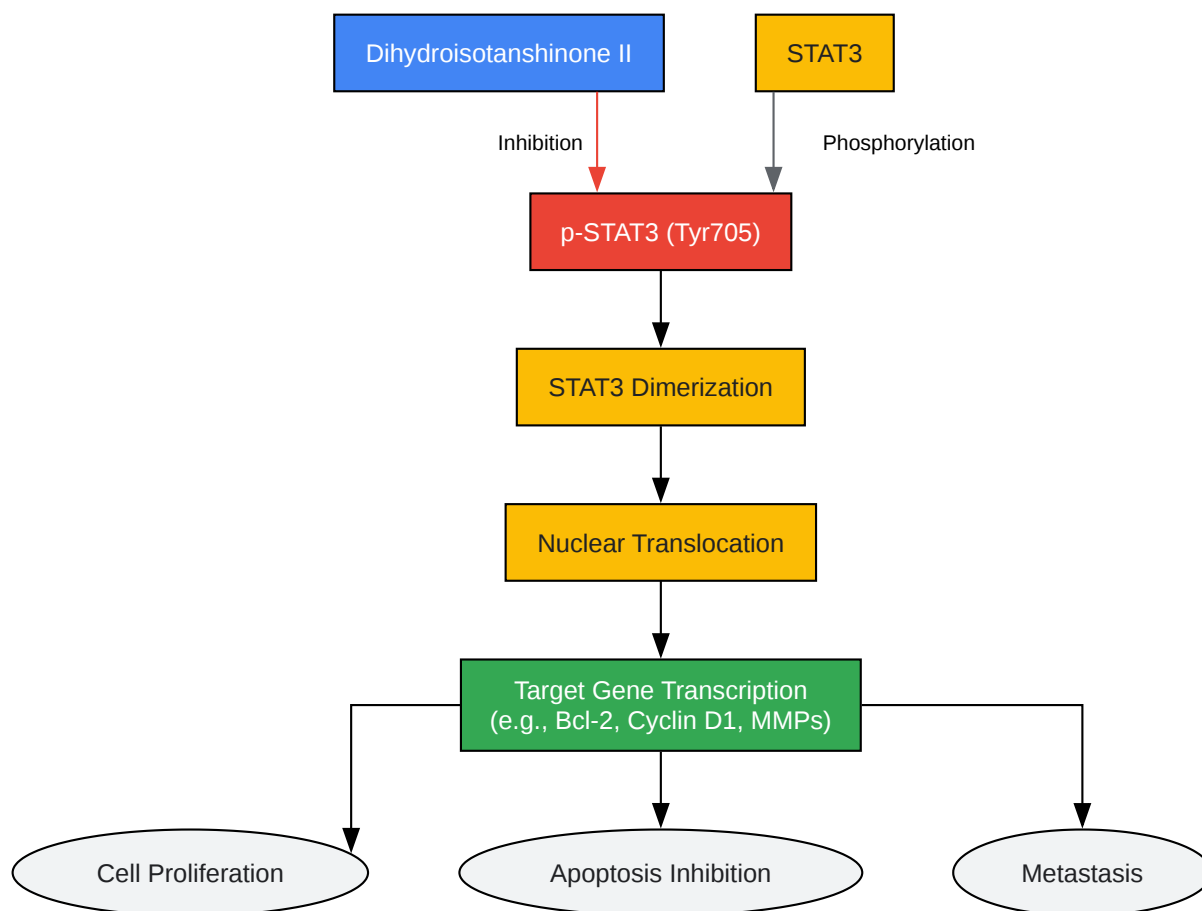 Dihydroisotanshinone II
STAT3
Inhibition
Phosphorylation
p-STAT3 (Tyr705)
STAT3 Dimerization
Nuclear Translocation
Target Gene Transcription
(e.g., Bcl-2, Cyclin D1, MMPs)
Cell Proliferation
Apoptosis Inhibition
Metastasis